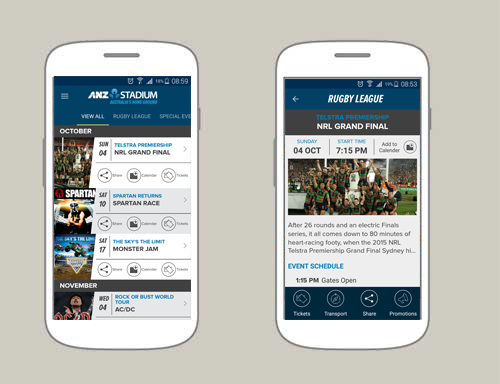 18% 08:59
ANZ STADIUM
AUSTRALIA'S HOME GROUND
VIEW ALL RUGBY LEAGUE SPECIAL EVE
OCTOBER
SUN
04
TELSTRA PREMIERSHIP
NRL GRAND FINAL
Share Calendar Tickets
SPARTAN
SAT
10
SPARTAN RETURNS
SPARTAN RACE
Share Calendar Tickets
SKY'S THE LIMIT
SAT
17
THE SKY'S THE LIMIT
MONSTER JAM
Share Calendar Tickets
NOVEMBER
WED
04
ROCK OR BUST WORLD
TOUR
AC/DC
18% 08:53
RUGBY LEAGUE
TELSTRA PREMIERSHIP
NRL GRAND FINAL
SUNDAY
04 OCT
START TIME
7:15 PM
Add to
Calender
After 26 rounds and an electric Finals
series, it all comes down to 80 minutes of
heart-racing footy, when the 2015 NRL
Telstra Premiership Grand Final Sydney hi...
EVENT SCHEDULE
1:15 PM Gates Open
Tickets Transport Share Promotions